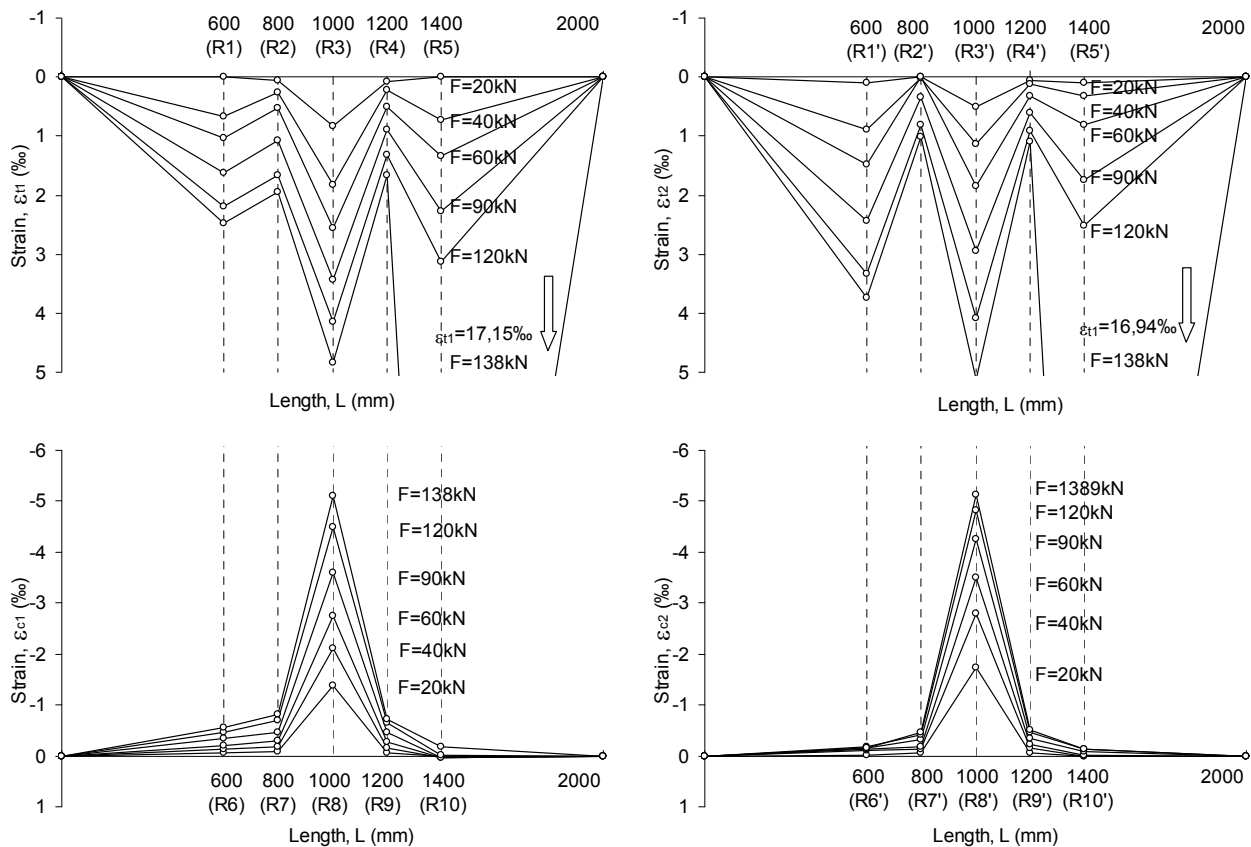 -1
600 800 1000 1200 1400 2000
(R1) (R2) (R3) (R4) (R5)
0
1
2
3
4
5
Strain, εt1 (‰)
F=20kN
F=40kN
F=60kN
F=90kN
F=120kN
εt1=17,15‰
F=138kN
Length, L (mm)
-1
600 800 1000 1200 1400 2000
(R1') (R2') (R3') (R4') (R5')
0
1
2
3
4
5
Strain, εt2 (‰)
F=20kN
F=40kN
F=60kN
F=90kN
F=120kN
εt1=16,94‰
F=138kN
Length, L (mm)
-6
-5
-4
-3
-2
-1
0
1
Strain, εc1 (‰)
F=138kN
F=120kN
F=90kN
F=60kN
F=40kN
F=20kN
600 800 1000 1200 1400 2000
(R6) (R7) (R8) (R9) (R10)
Length, L (mm)
-6
-5
-4
-3
-2
-1
0
1
Strain, εc2 (‰)
F=1389kN
F=120kN
F=90kN
F=60kN
F=40kN
F=20kN
600 800 1000 1200 1400 2000
(R6') (R7') (R8') (R9') (R10')
Length, L (mm)